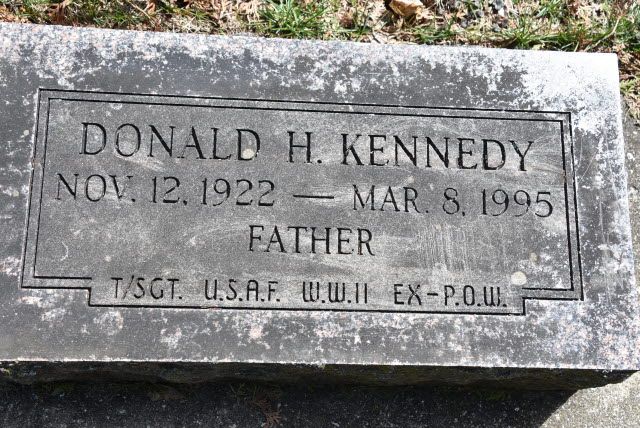 DONALD H. KENNEDY
NOV. 12, 1922 — MAR. 8, 1995
FATHER
T/SGT. U.S.A.F. W.W.II EX-P.O.W.